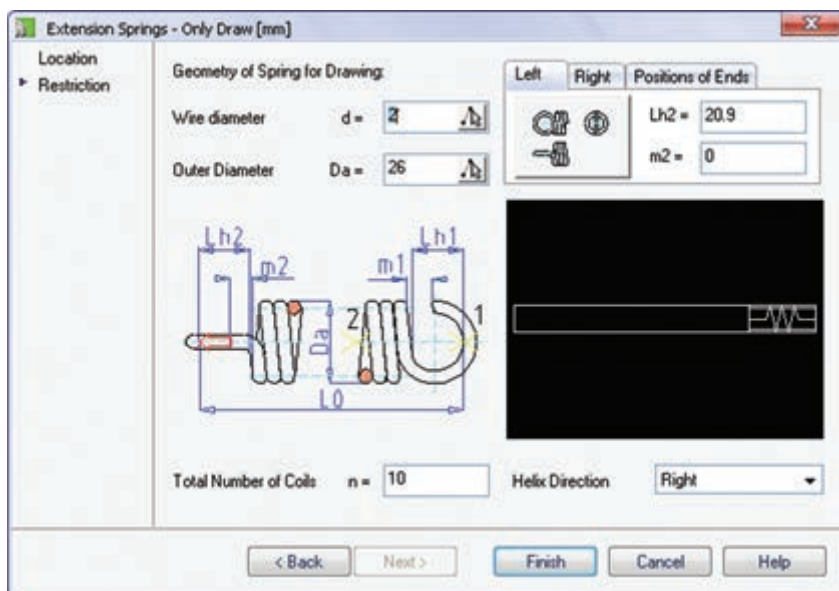 Extension Springs - Only Draw [mm]
Location
Restriction
Geometry of Spring for Drawing:
Wire diameter d = 2
Outer Diameter Da = 26
Left Right Positions of Ends
Lh2 = 20.9
m2 = 0
Lh2 Lh1
m2 m1
2 1
Da
L0
Total Number of Coils n = 10
Helix Direction Right
< Back Next > Finish Cancel Help